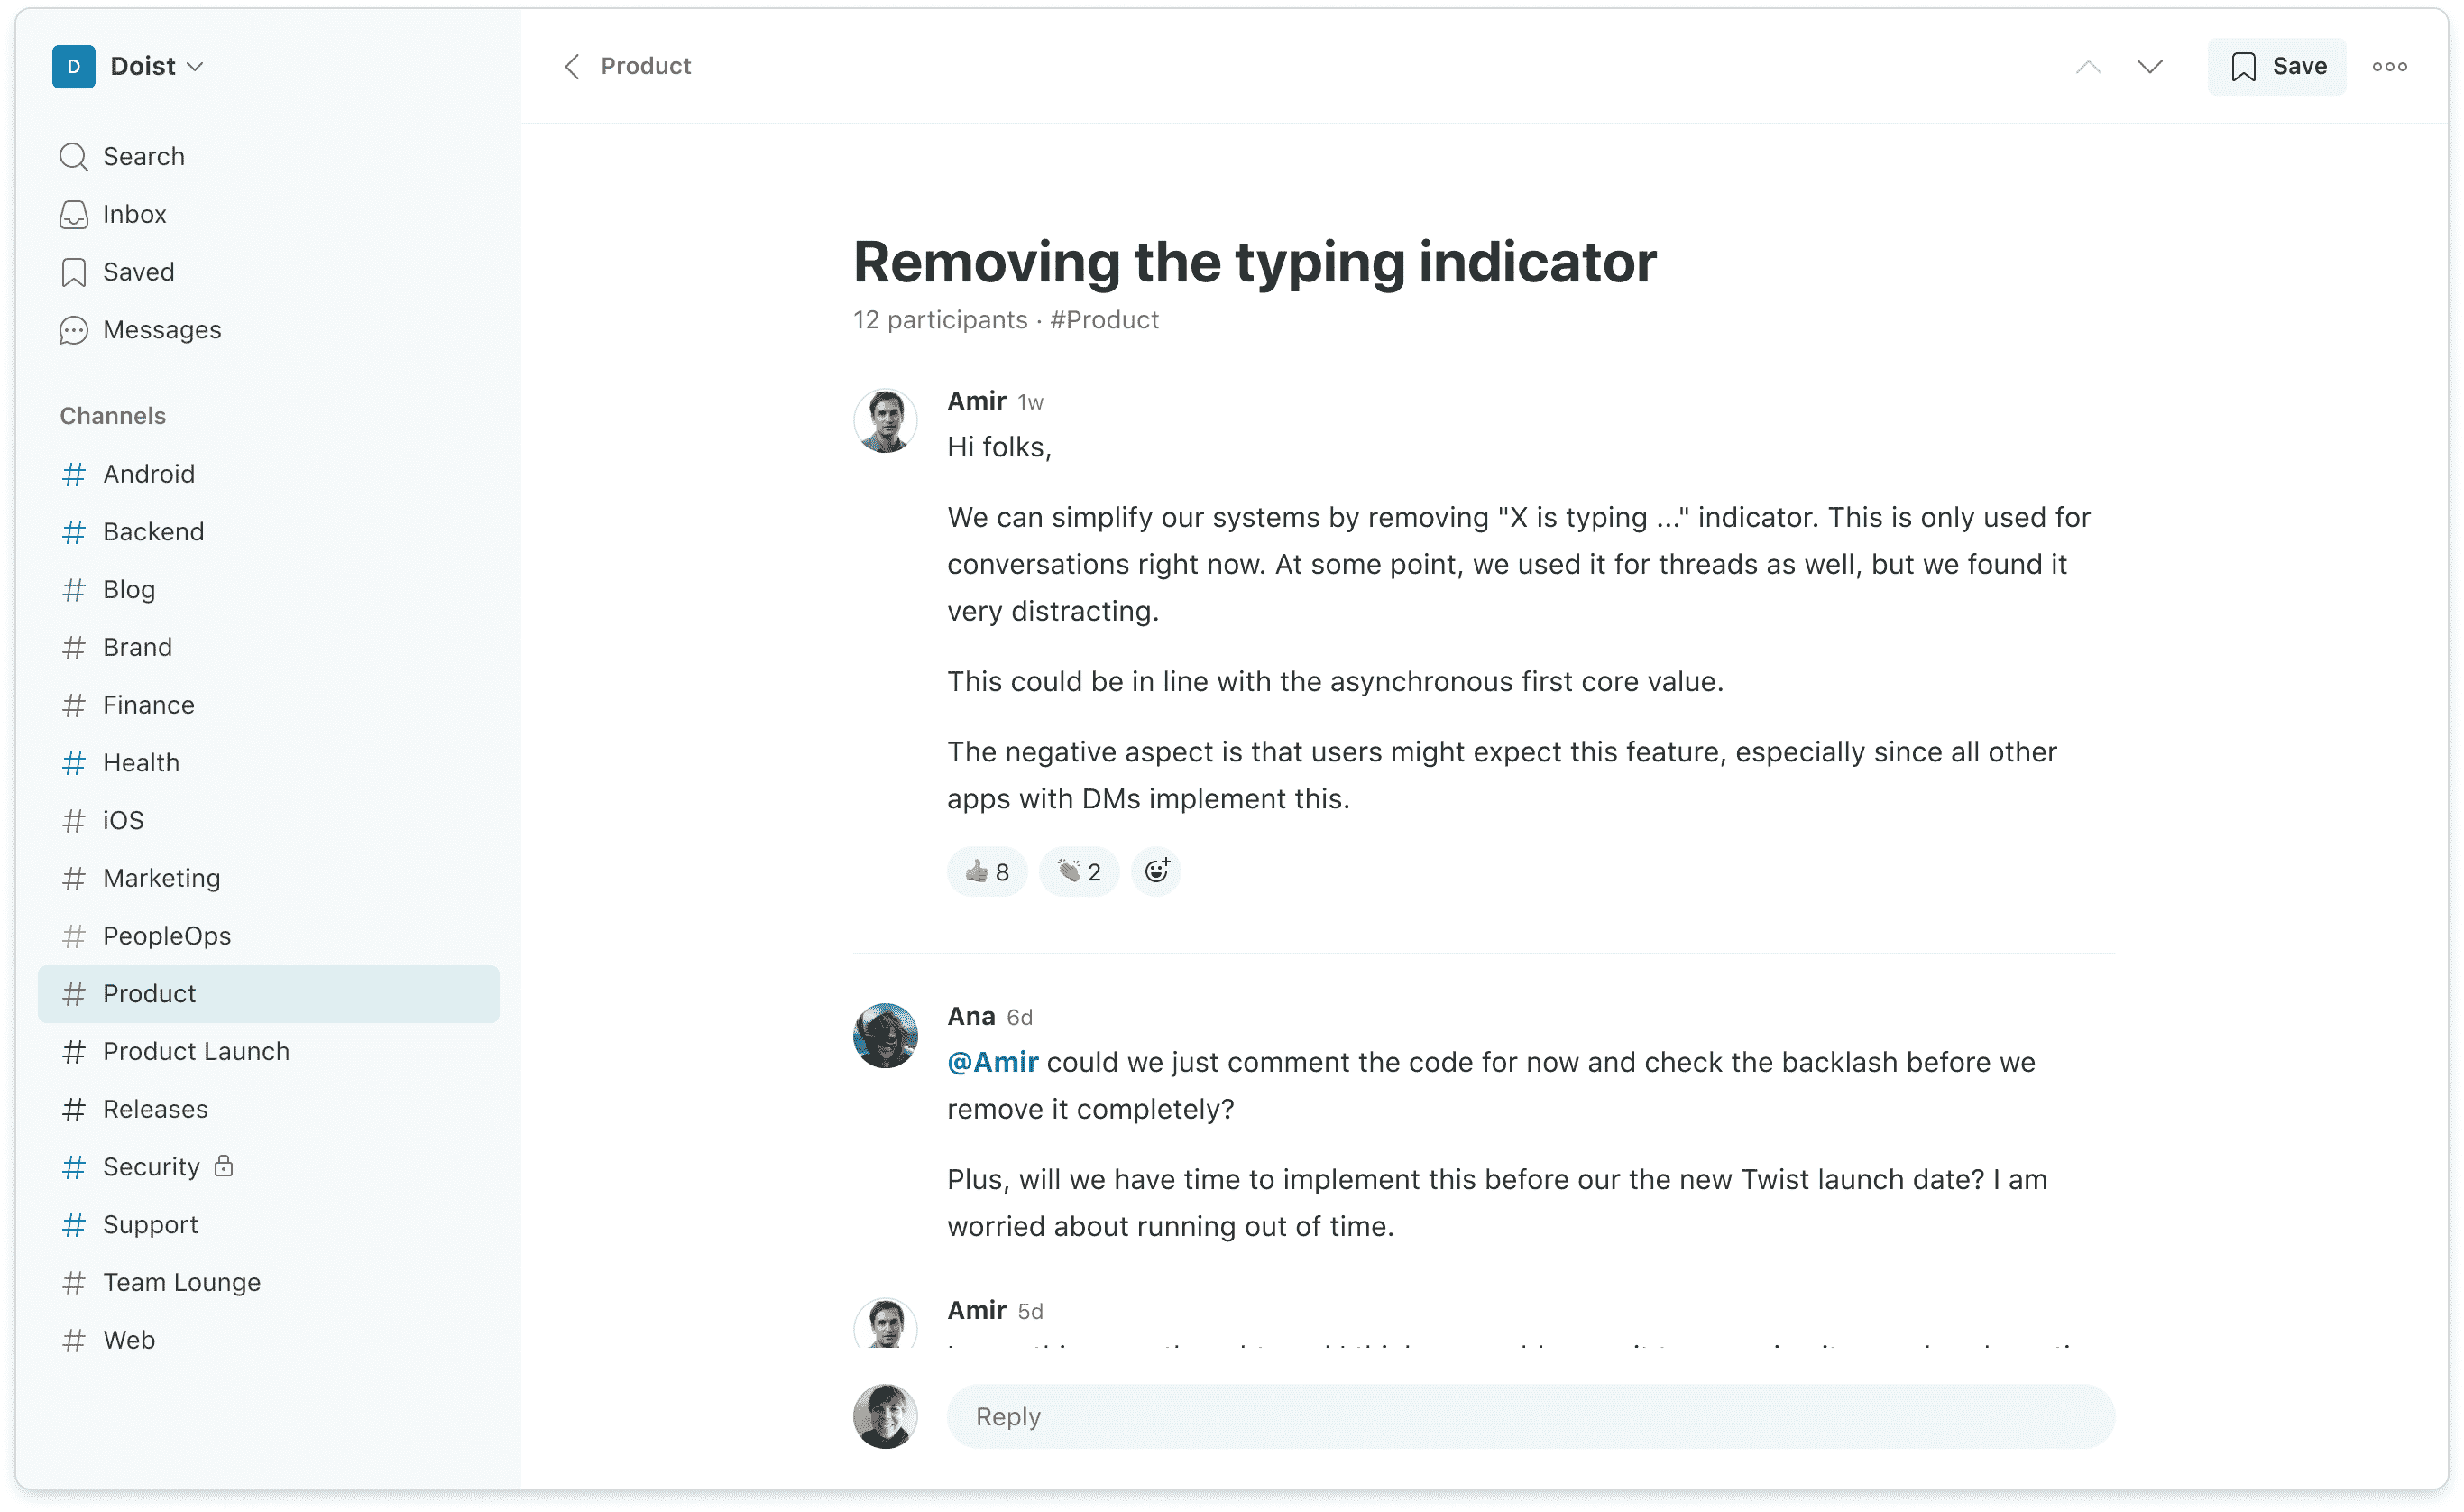 D Doist
Search
Inbox
Saved
Messages
Channels
# Android
# Backend
# Blog
# Brand
# Finance
# Health
# iOS
# Marketing
# PeopleOps
# Product
# Product Launch
# Releases
# Security
# Support
# Team Lounge
# Web
Product
Save
Removing the typing indicator
12 participants · #Product
Amir 1w
Hi folks,
We can simplify our systems by removing "X is typing ..." indicator. This is only used for
conversations right now. At some point, we used it for threads as well, but we found it
very distracting.
This could be in line with the asynchronous first core value.
The negative aspect is that users might expect this feature, especially since all other
apps with DMs implement this.
8 2
Ana 6d
@Amir could we just comment the code for now and check the backlash before we
remove it completely?
Plus, will we have time to implement this before our the new Twist launch date? I am
worried about running out of time.
Amir 5d
Reply